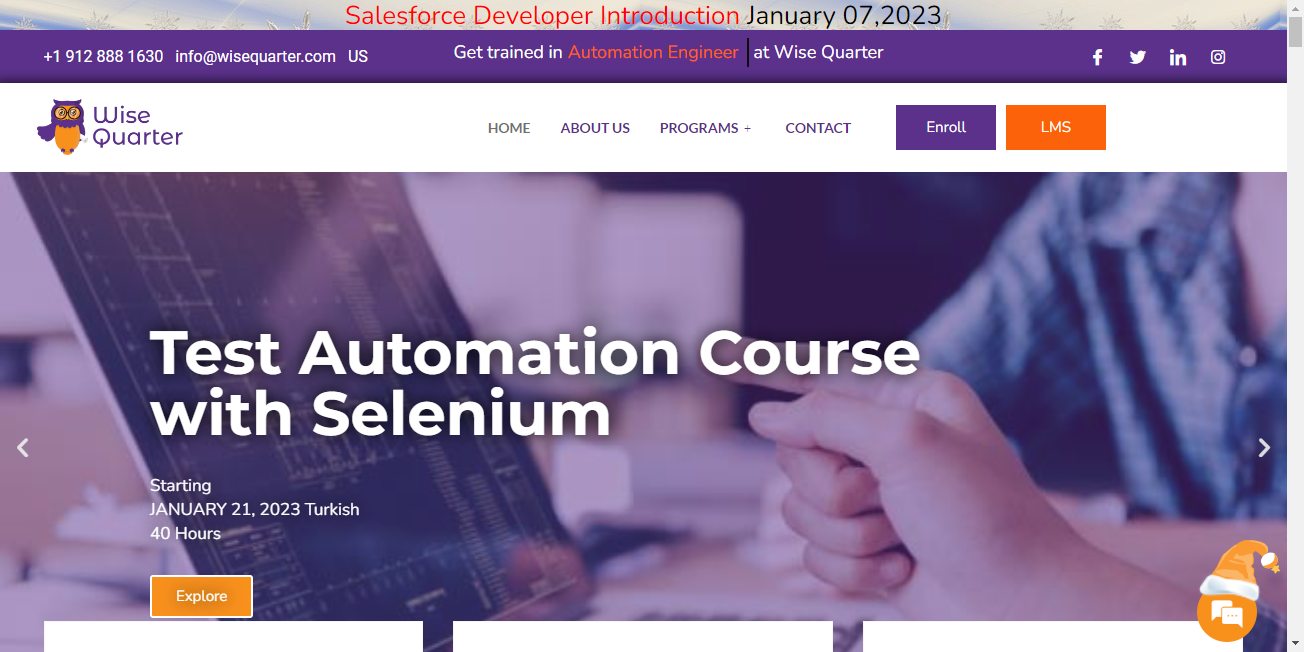 Salesforce Developer Introduction January 07,2023
+1 912 888 1630 info@wisequarter.com US
Get trained in Automation Engineer at Wise Quarter
Wise
Quarter
HOME ABOUT US PROGRAMS + CONTACT
Enroll
LMS
Test Automation Course
with Selenium
Starting
JANUARY 21, 2023 Turkish
40 Hours
Explore